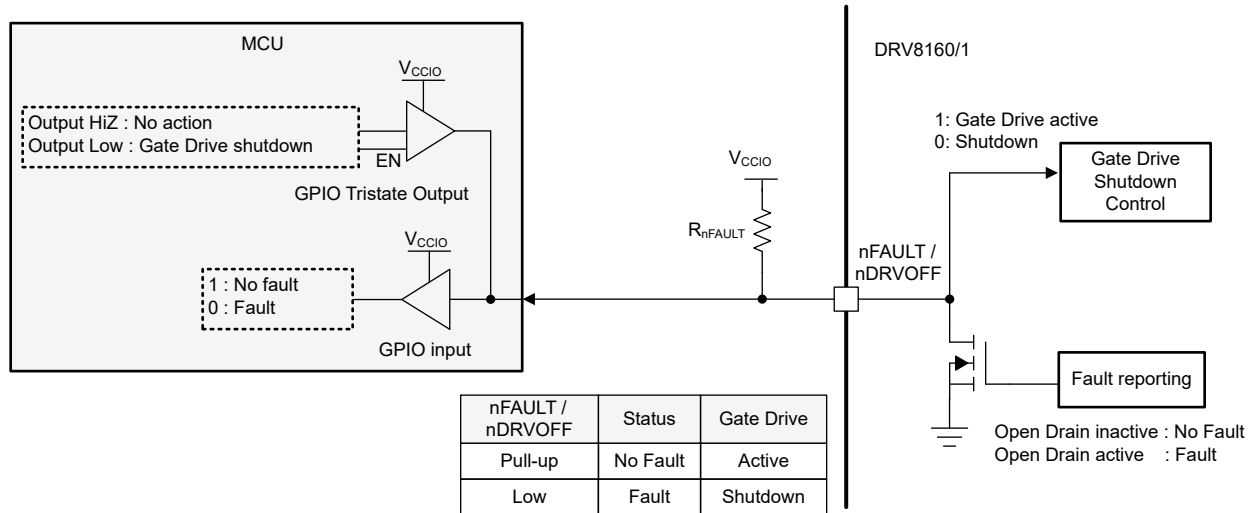 MCU
DRV8160/1
VCCIO
Output HiZ : No action
Output Low : Gate Drive shutdown
EN
GPIO Tristate Output
VCCIO
1 : No fault
0 : Fault
GPIO input
VCCIO
RnFAULT
nFAULT /
nDRVOFF
1: Gate Drive active
0: Shutdown
Gate Drive
Shutdown
Control
Fault reporting
Open Drain inactive : No Fault
Open Drain active : Fault
nFAULT /
nDRVOFF
Status
Gate Drive
Pull-up
No Fault
Active
Low
Fault
Shutdown